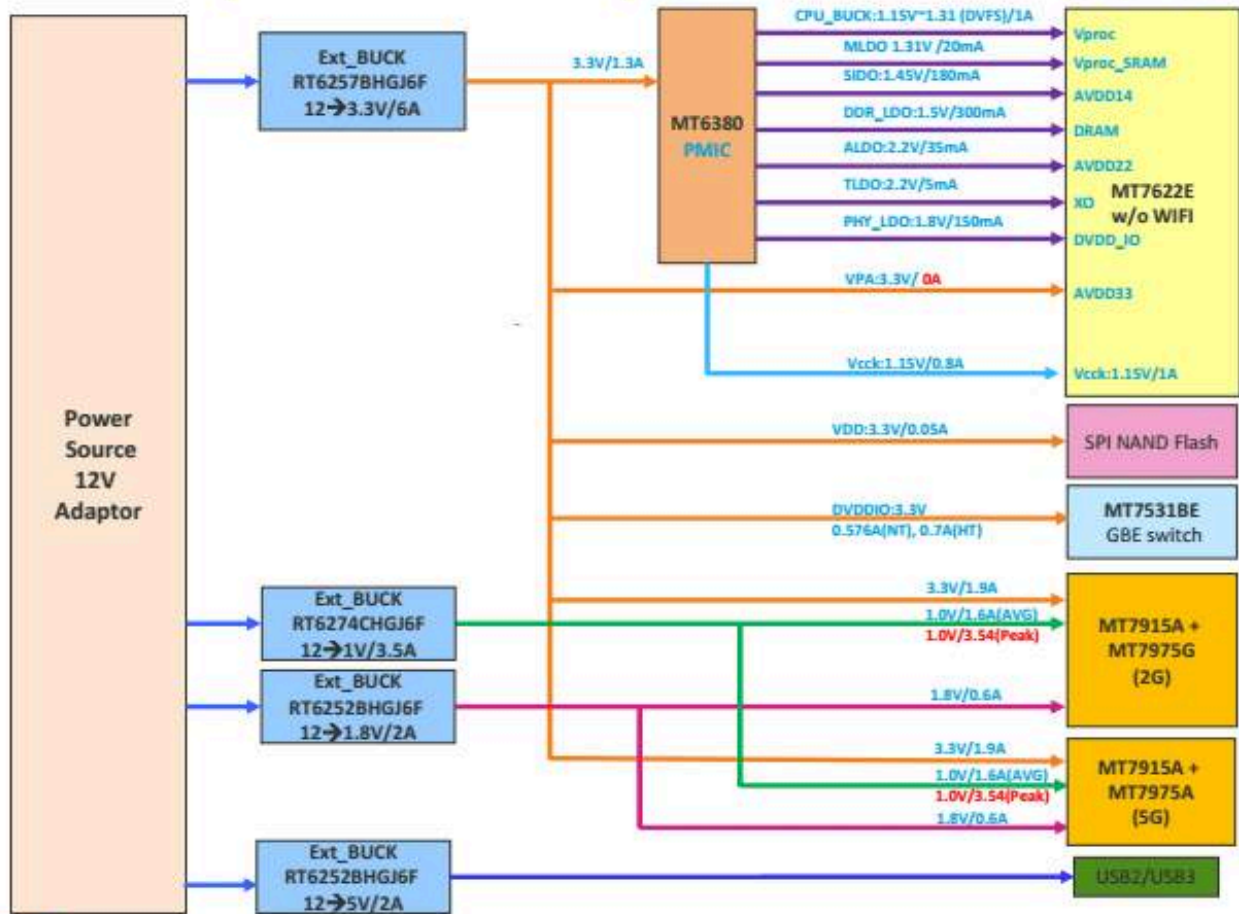 Power
Source
12V
Adaptor
Ext_BUCK
RT6257BHGJ6F
12→3.3V/6A
3.3V/1.3A
MT6380
PMIC
CPU_BUCK:1.15V~1.31 (DVFS)/1A
Vproc
MLDO 1.31V /20mA
Vproc_SRAM
SIDO:1.45V/180mA
AVDD14
DDR_LDO:1.5V/300mA
DRAM
ALDO:2.2V/35mA
AVDD22
TLDO:2.2V/5mA
XO
PHY_LDO:1.8V/150mA
DVDD_IO
MT7622E
w/o WIFI
VPA:3.3V/ 0A
AVDD33
Vcck:1.15V/0.8A
Vcck:1.15V/1A
VDD:3.3V/0.05A
SPI NAND Flash
DVDDIO:3.3V
0.576A(NT), 0.7A(HT)
MT7531BE
GBE switch
Ext_BUCK
RT6274CHGJ6F
12→1V/3.5A
Ext_BUCK
RT6252BHGJ6F
12→1.8V/2A
3.3V/1.9A
1.0V/1.6A(AVG)
1.0V/3.54(Peak)
1.8V/0.6A
MT7915A +
MT7975G
(2G)
3.3V/1.9A
1.0V/1.6A(AVG)
1.0V/3.54(Peak)
1.8V/0.6A
MT7915A +
MT7975A
(5G)
Ext_BUCK
RT6252BHGJ6F
12→5V/2A
USB2/USB3